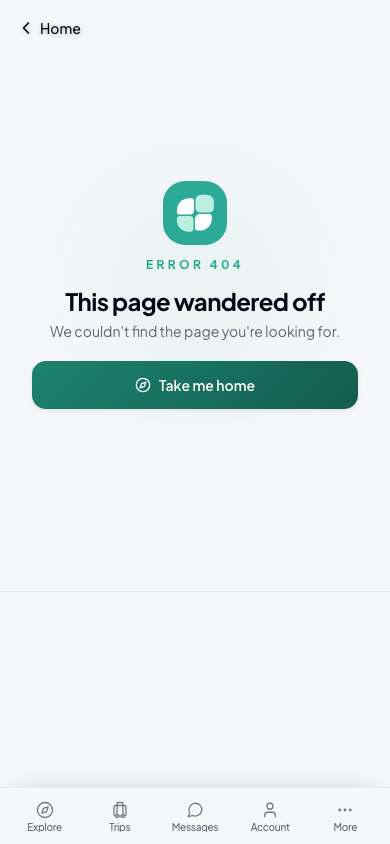 Home
ERROR 404
This page wandered off
We couldn't find the page you're looking for.
Take me home
Explore
Trips
Messages
Account
More